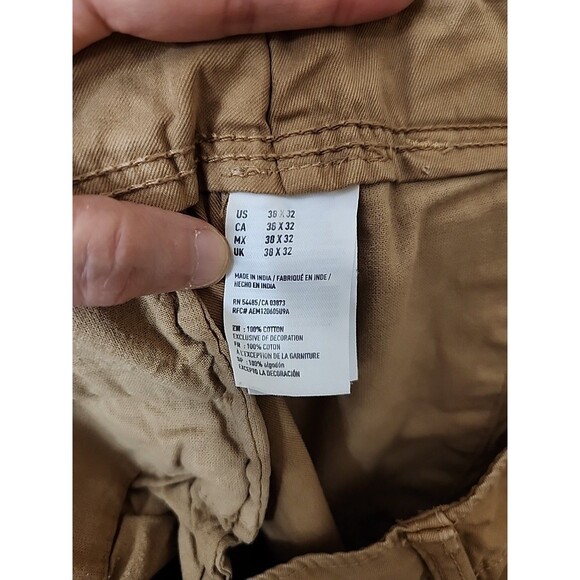 US 38 X 32
CA 38 X 32
MX 38 X 32
UK 38 X 32
MADE IN INDIA / FABRIQUÉ EN INDE /
HECHO EN INDIA
RN 54485/CA 03873
RFC# AEM120605U9A
EN : 100% COTTON
EXCLUSIVE OF DECORATION
FR : 100% COTON
À L'EXCEPTION DE LA GARNITURE
SP : 100% algodón
EXCEPTO LA DECORACIÓN